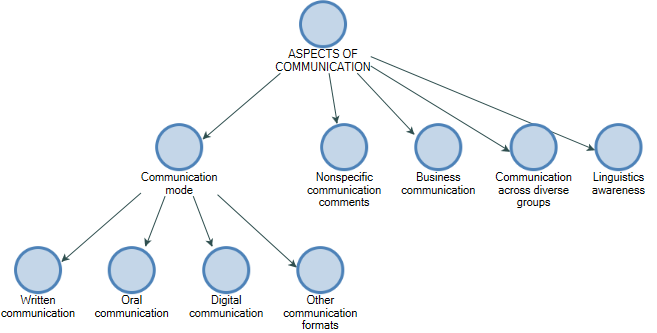 ASPECTS OF
COMMUNICATION
Communication
mode
Nonspecific
communication
comments
Business
communication
Communication
across diverse
groups
Linguistics
awareness
Written
communication
Oral
communication
Digital
communication
Other
communication
formats